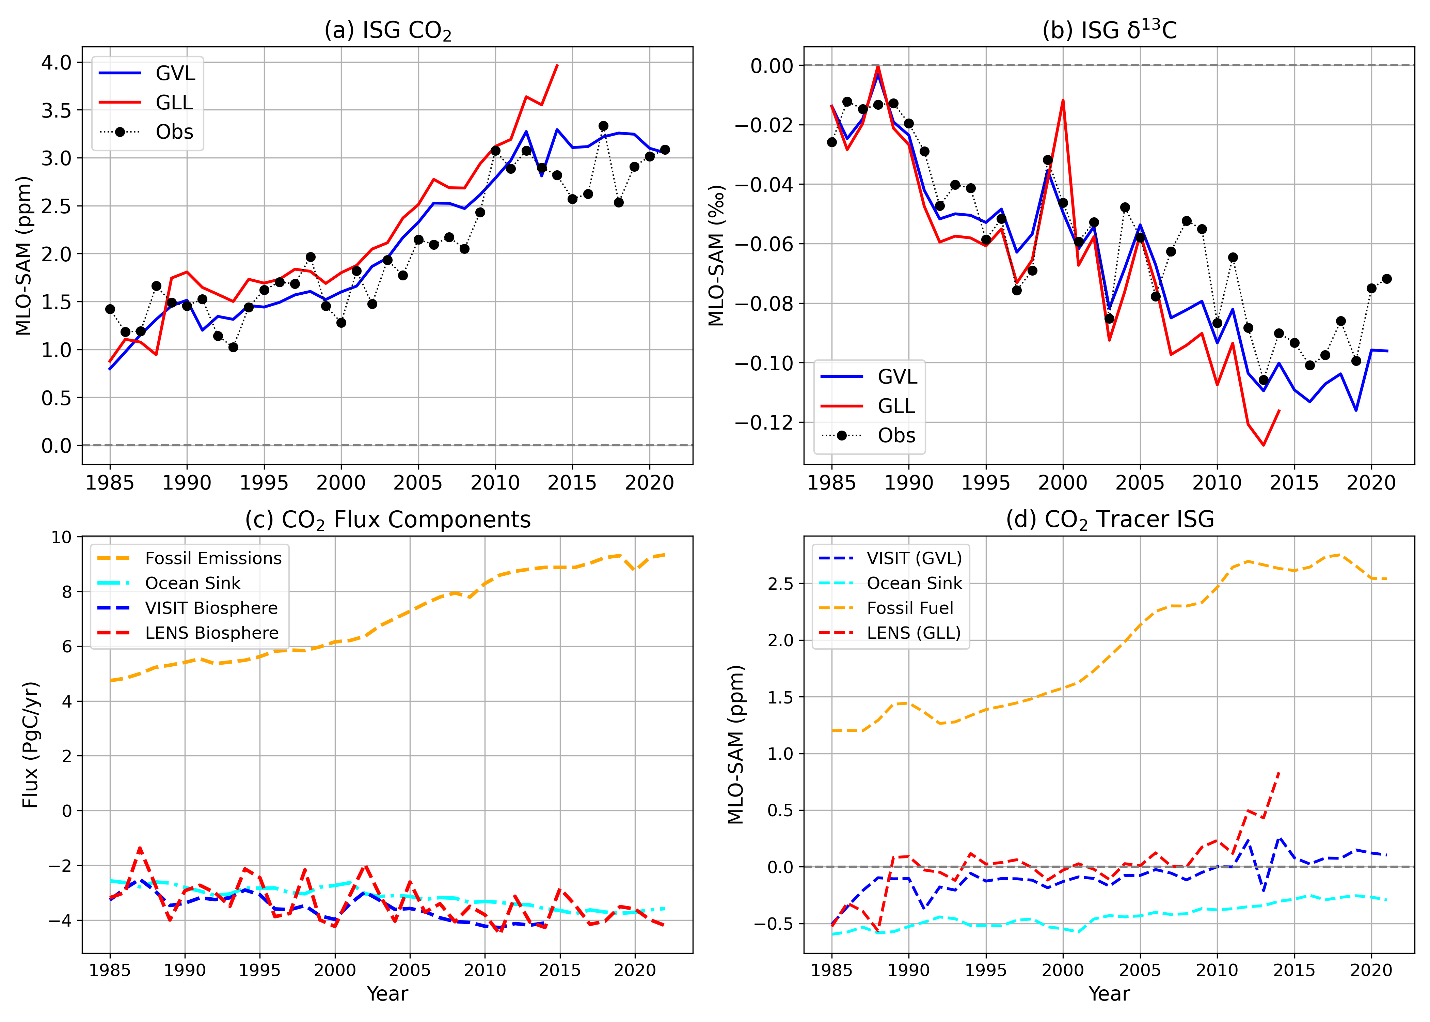 (a) ISG CO₂
MLO-SAM (ppm)
4.0
3.5
3.0
2.5
2.0
1.5
1.0
0.5
0.0
GVL
GLL
Obs
1985 1990 1995 2000 2005 2010 2015 2020
(b) ISG δ¹³C
MLO-SAM (‰)
0.00
−0.02
−0.04
−0.06
−0.08
−0.10
−0.12
GVL
GLL
Obs
1985 1990 1995 2000 2005 2010 2015 2020
(c) CO₂ Flux Components
Flux (PgC/yr)
10
8
6
4
2
0
−2
−4
Fossil Emissions
Ocean Sink
VISIT Biosphere
LENS Biosphere
1985 1990 1995 2000 2005 2010 2015 2020
Year
(d) CO₂ Tracer ISG
MLO-SAM (ppm)
2.5
2.0
1.5
1.0
0.5
0.0
−0.5
VISIT (GVL)
Ocean Sink
Fossil Fuel
LENS (GLL)
1985 1990 1995 2000 2005 2010 2015 2020
Year